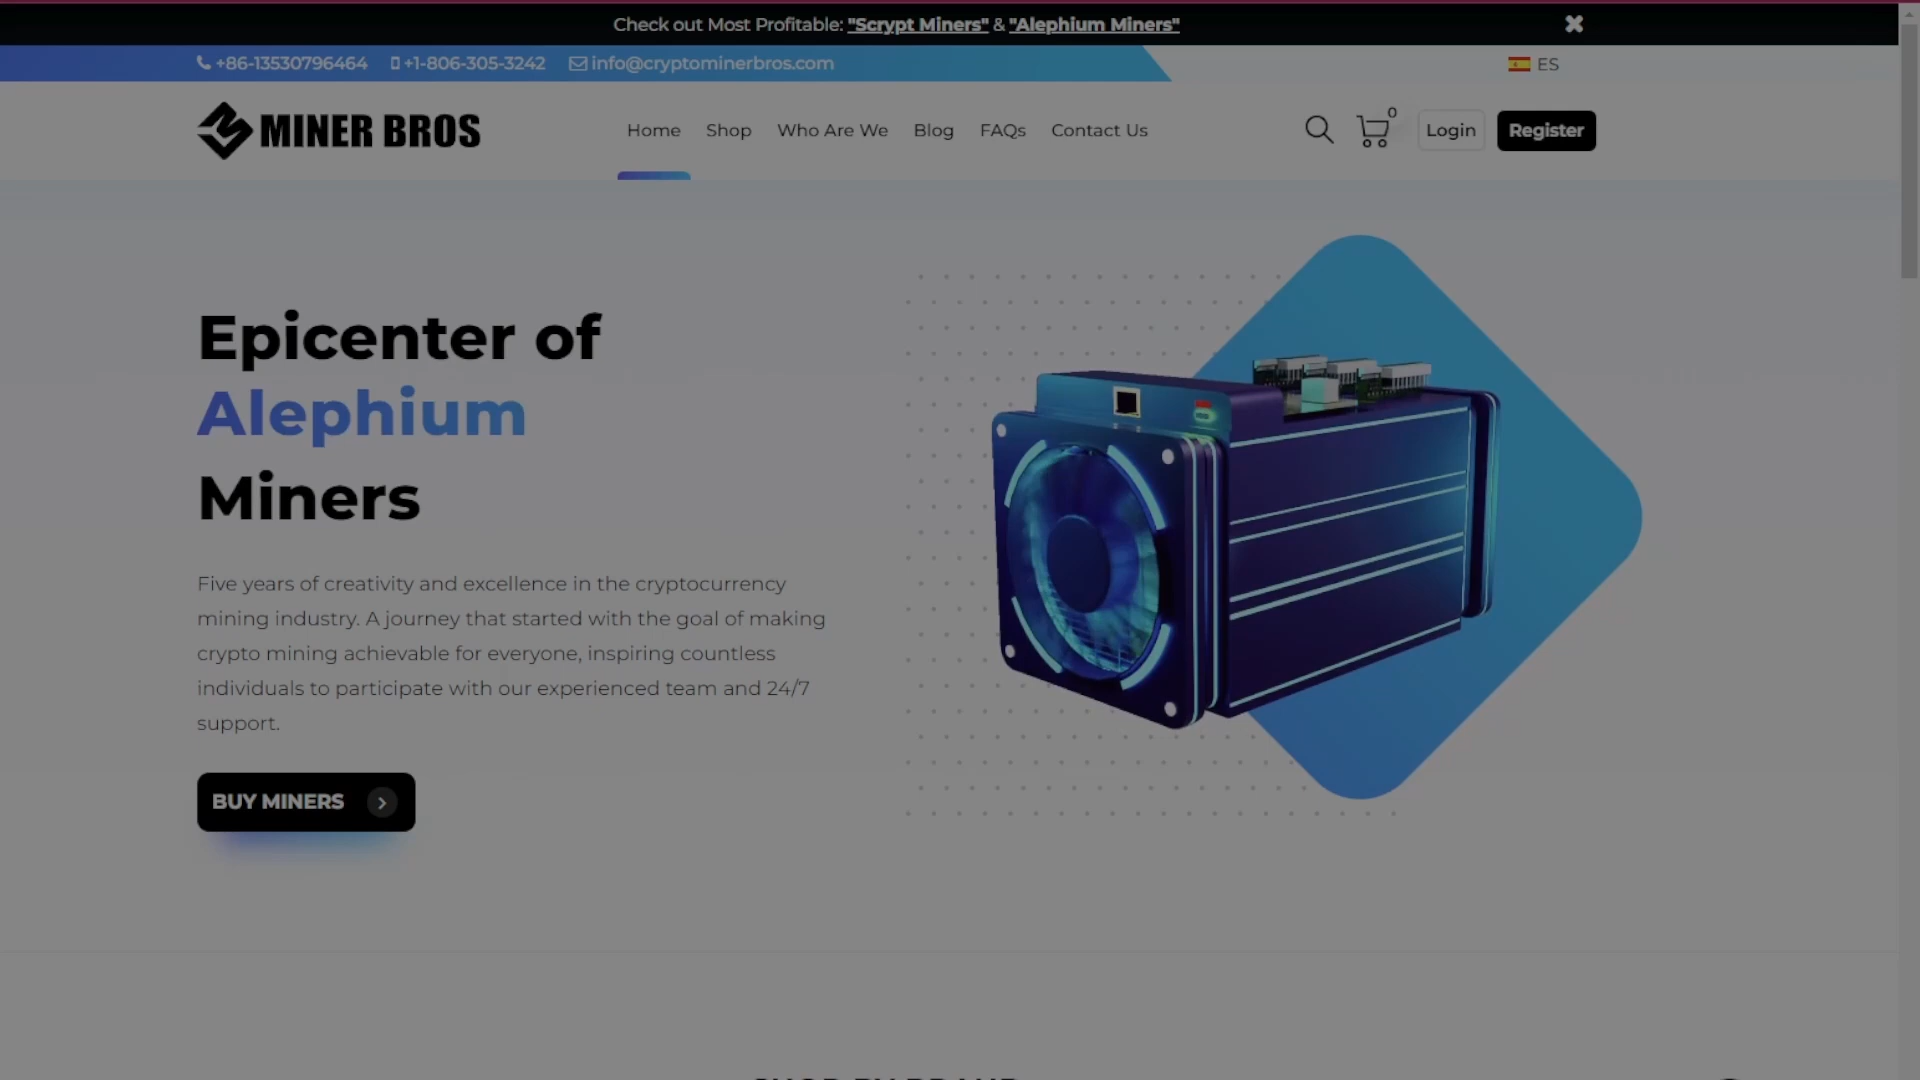 Check out Most Profitable: "Scrypt Miners" & "Alephium Miners"
+86-13530796464 +1-806-305-3242 info@cryptominerbros.com ES
MINER BROS Home Shop Who Are We Blog FAQs Contact Us 0 Login Register
Epicenter of
Alephium
Miners
Five years of creativity and excellence in the cryptocurrency
mining industry. A journey that started with the goal of making
crypto mining achievable for everyone, inspiring countless
individuals to participate with our experienced team and 24/7
support.
BUY MINERS